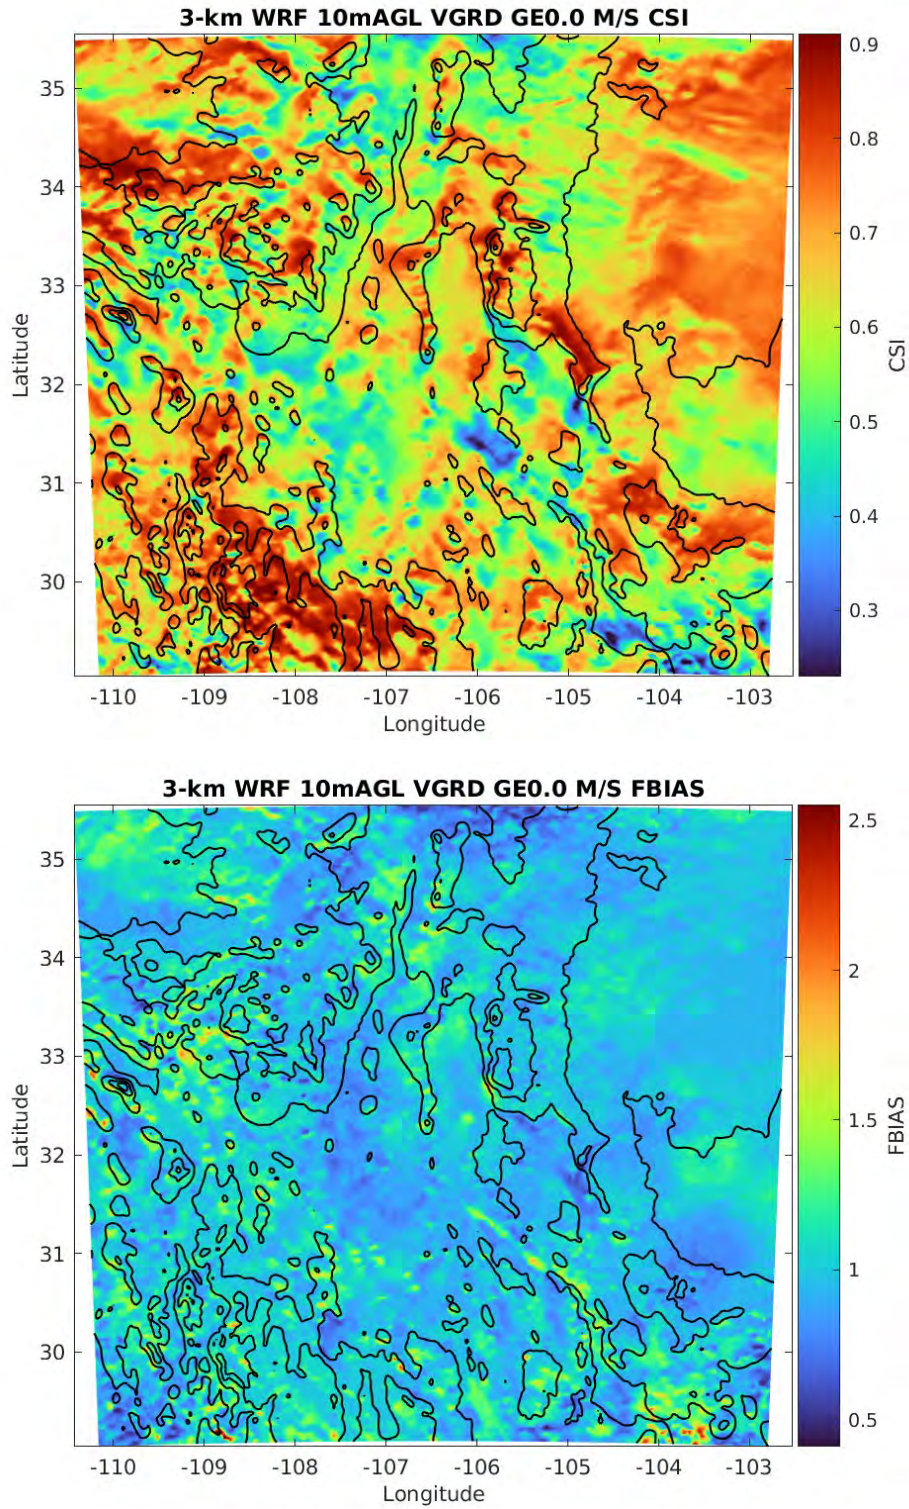 3-km WRF 10mAGL VGRD GE0.0 M/S CSI
35
34
33
32
31
30
Latitude
-110 -109 -108 -107 -106 -105 -104 -103
Longitude
0.9
0.8
0.7
0.6
0.5
0.4
0.3
CSI
3-km WRF 10mAGL VGRD GE0.0 M/S FBIAS
35
34
33
32
31
30
Latitude
-110 -109 -108 -107 -106 -105 -104 -103
Longitude
2.5
2
1.5
1
0.5
FBIAS